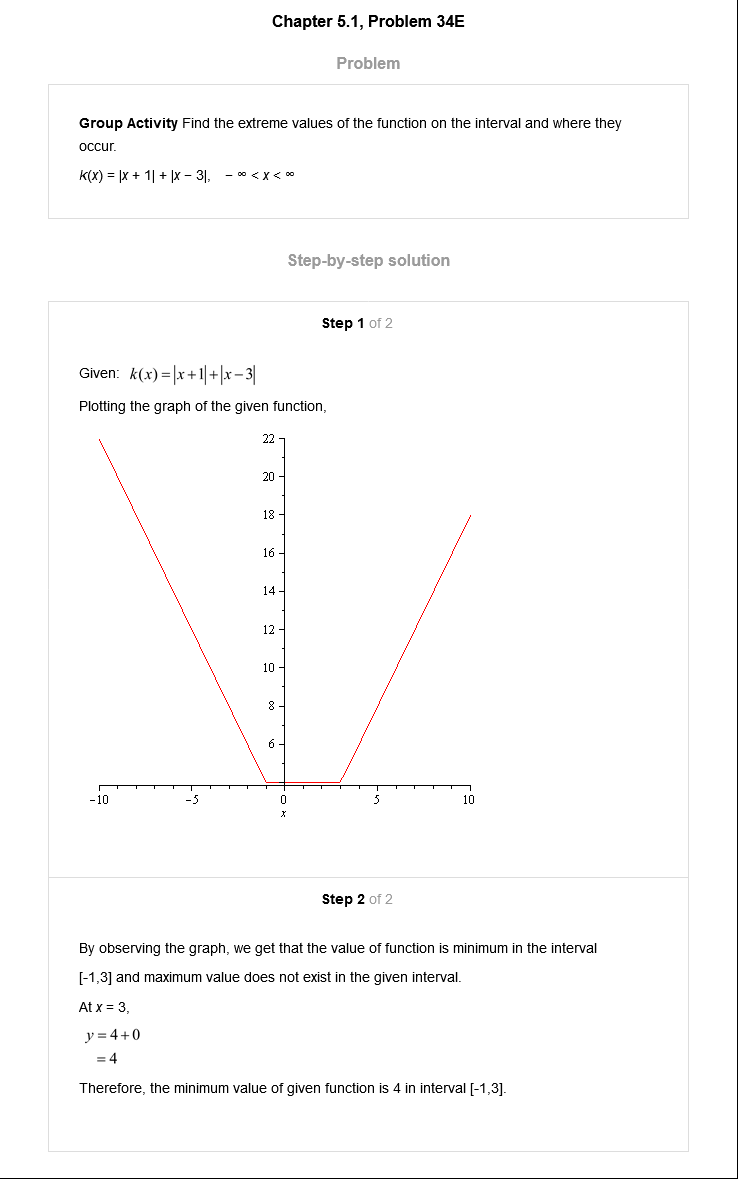 Chapter 5.1, Problem 34E
Problem
Group Activity Find the extreme values of the function on the interval and where they
occur.
k(x) = |x + 1| + |x − 3|, − ∞ < x < ∞
Step-by-step solution
Step 1 of 2
Given: k(x)=|x+1|+|x−3|
Plotting the graph of the given function,
22
20
18
16
14
12
10
8
6
−10 −5 0 5 10
x
Step 2 of 2
By observing the graph, we get that the value of function is minimum in the interval
[-1,3] and maximum value does not exist in the given interval.
At x = 3,
y = 4+0
= 4
Therefore, the minimum value of given function is 4 in interval [-1,3].